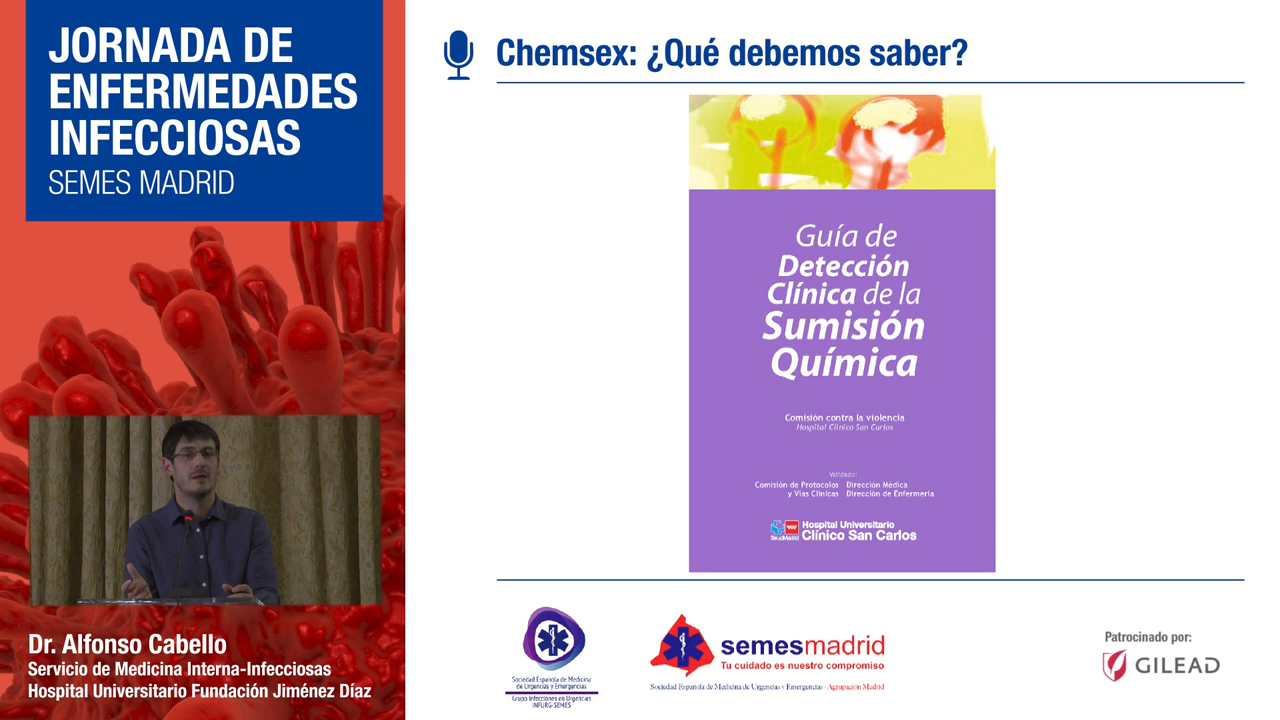 JORNADA DE
ENFERMEDADES
INFECCIOSAS
SEMES MADRID
Dr. Alfonso Cabello
Servicio de Medicina Interna-Infecciosas
Hospital Universitario Fundación Jiménez Díaz
Chemsex: ¿Qué debemos saber?
Guía de
Detección
Clínica de la
Sumisión
Química
Comisión contra la violencia
Hospital Clínico San Carlos
Validado:
Comisión de Protocolos Dirección Médica
y Vías Clínicas Dirección de Enfermería
SaludMadrid
Hospital Universitario
Clínico San Carlos
Sociedad Española de Medicina
de Urgencias y Emergencias
Grupo Infecciones en Urgencias
INFURG-SEMES
semesmadrid
Tu cuidado es nuestro compromiso
Sociedad Española de Medicina de Urgencias y Emergencias · Agrupación Madrid
Patrocinado por:
GILEAD